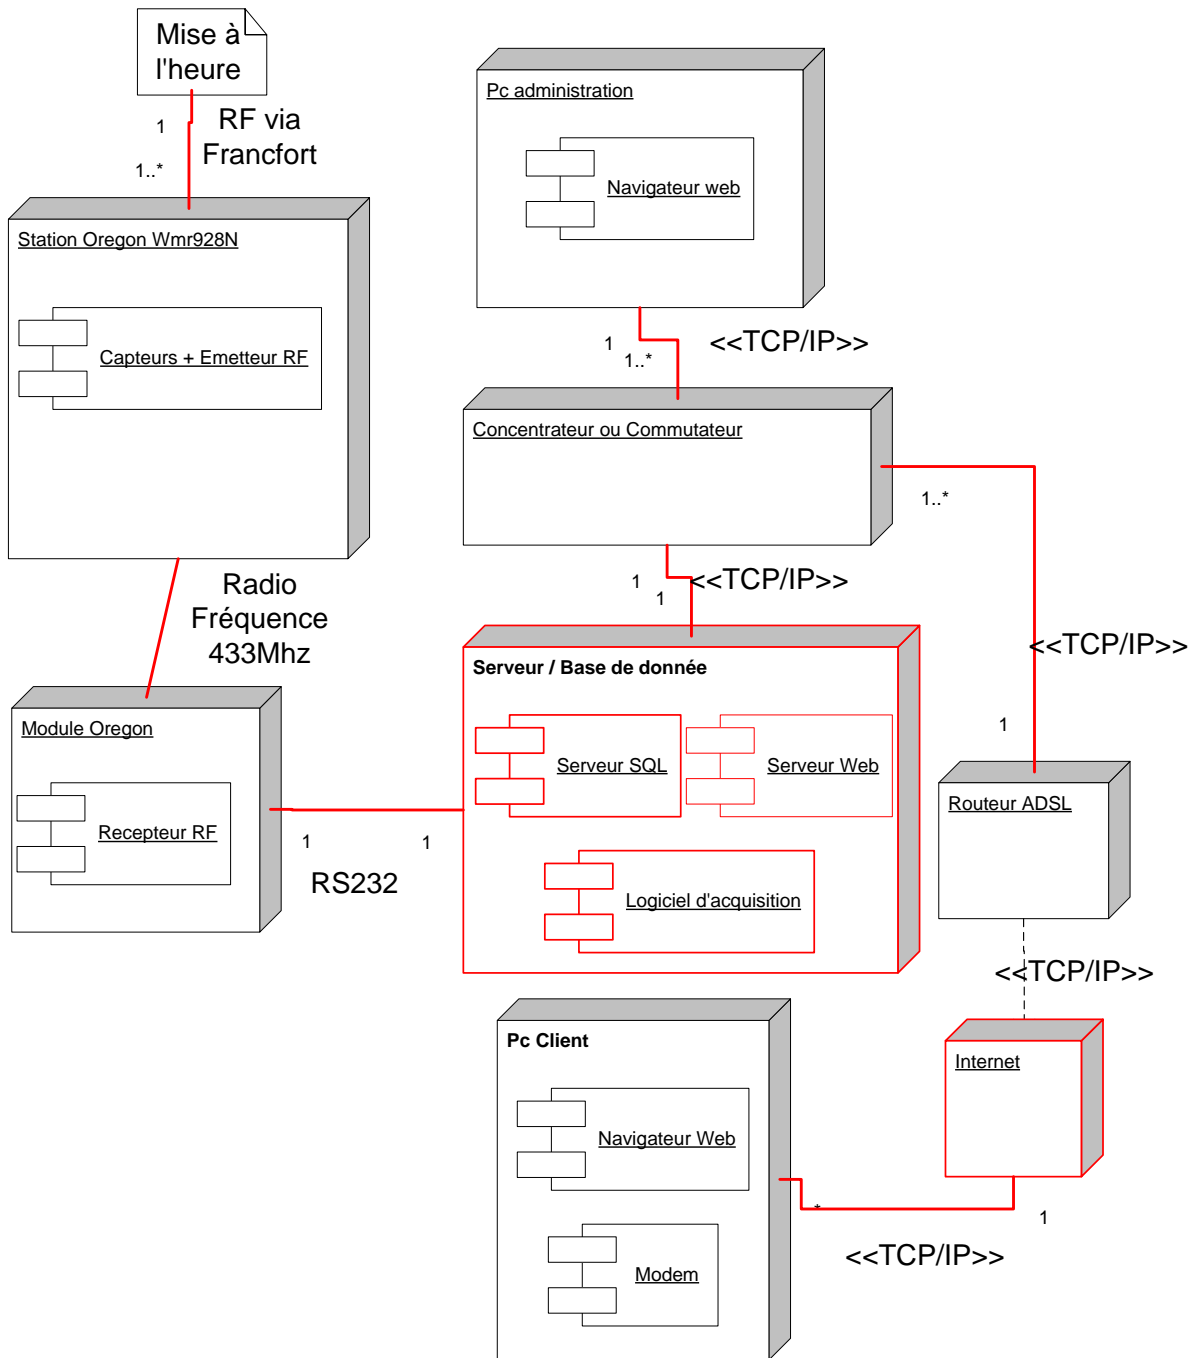 Mise à
l'heure
1
RF via
Francfort
1..*
Station Oregon Wmr928N
Capteurs + Emetteur RF
Radio
Fréquence
433Mhz
Module Oregon
Recepteur RF
1
1
RS232
Pc administration
Navigateur web
1
1..*
<<TCP/IP>>
Concentrateur ou Commutateur
1..*
1
1
<<TCP/IP>>
<<TCP/IP>>
1
Serveur / Base de donnée
Serveur SQL
Serveur Web
Logiciel d'acquisition
Routeur ADSL
<<TCP/IP>>
Internet
1
*
<<TCP/IP>>
Pc Client
Navigateur Web
Modem